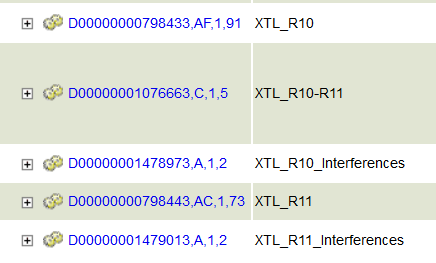 D00000000798433,AF,1,91 XTL_R10
D00000001076663,C,1,5 XTL_R10-R11
D00000001478973,A,1,2 XTL_R10_Interferences
D00000000798443,AC,1,73 XTL_R11
D00000001479013,A,1,2 XTL_R11_Interferences